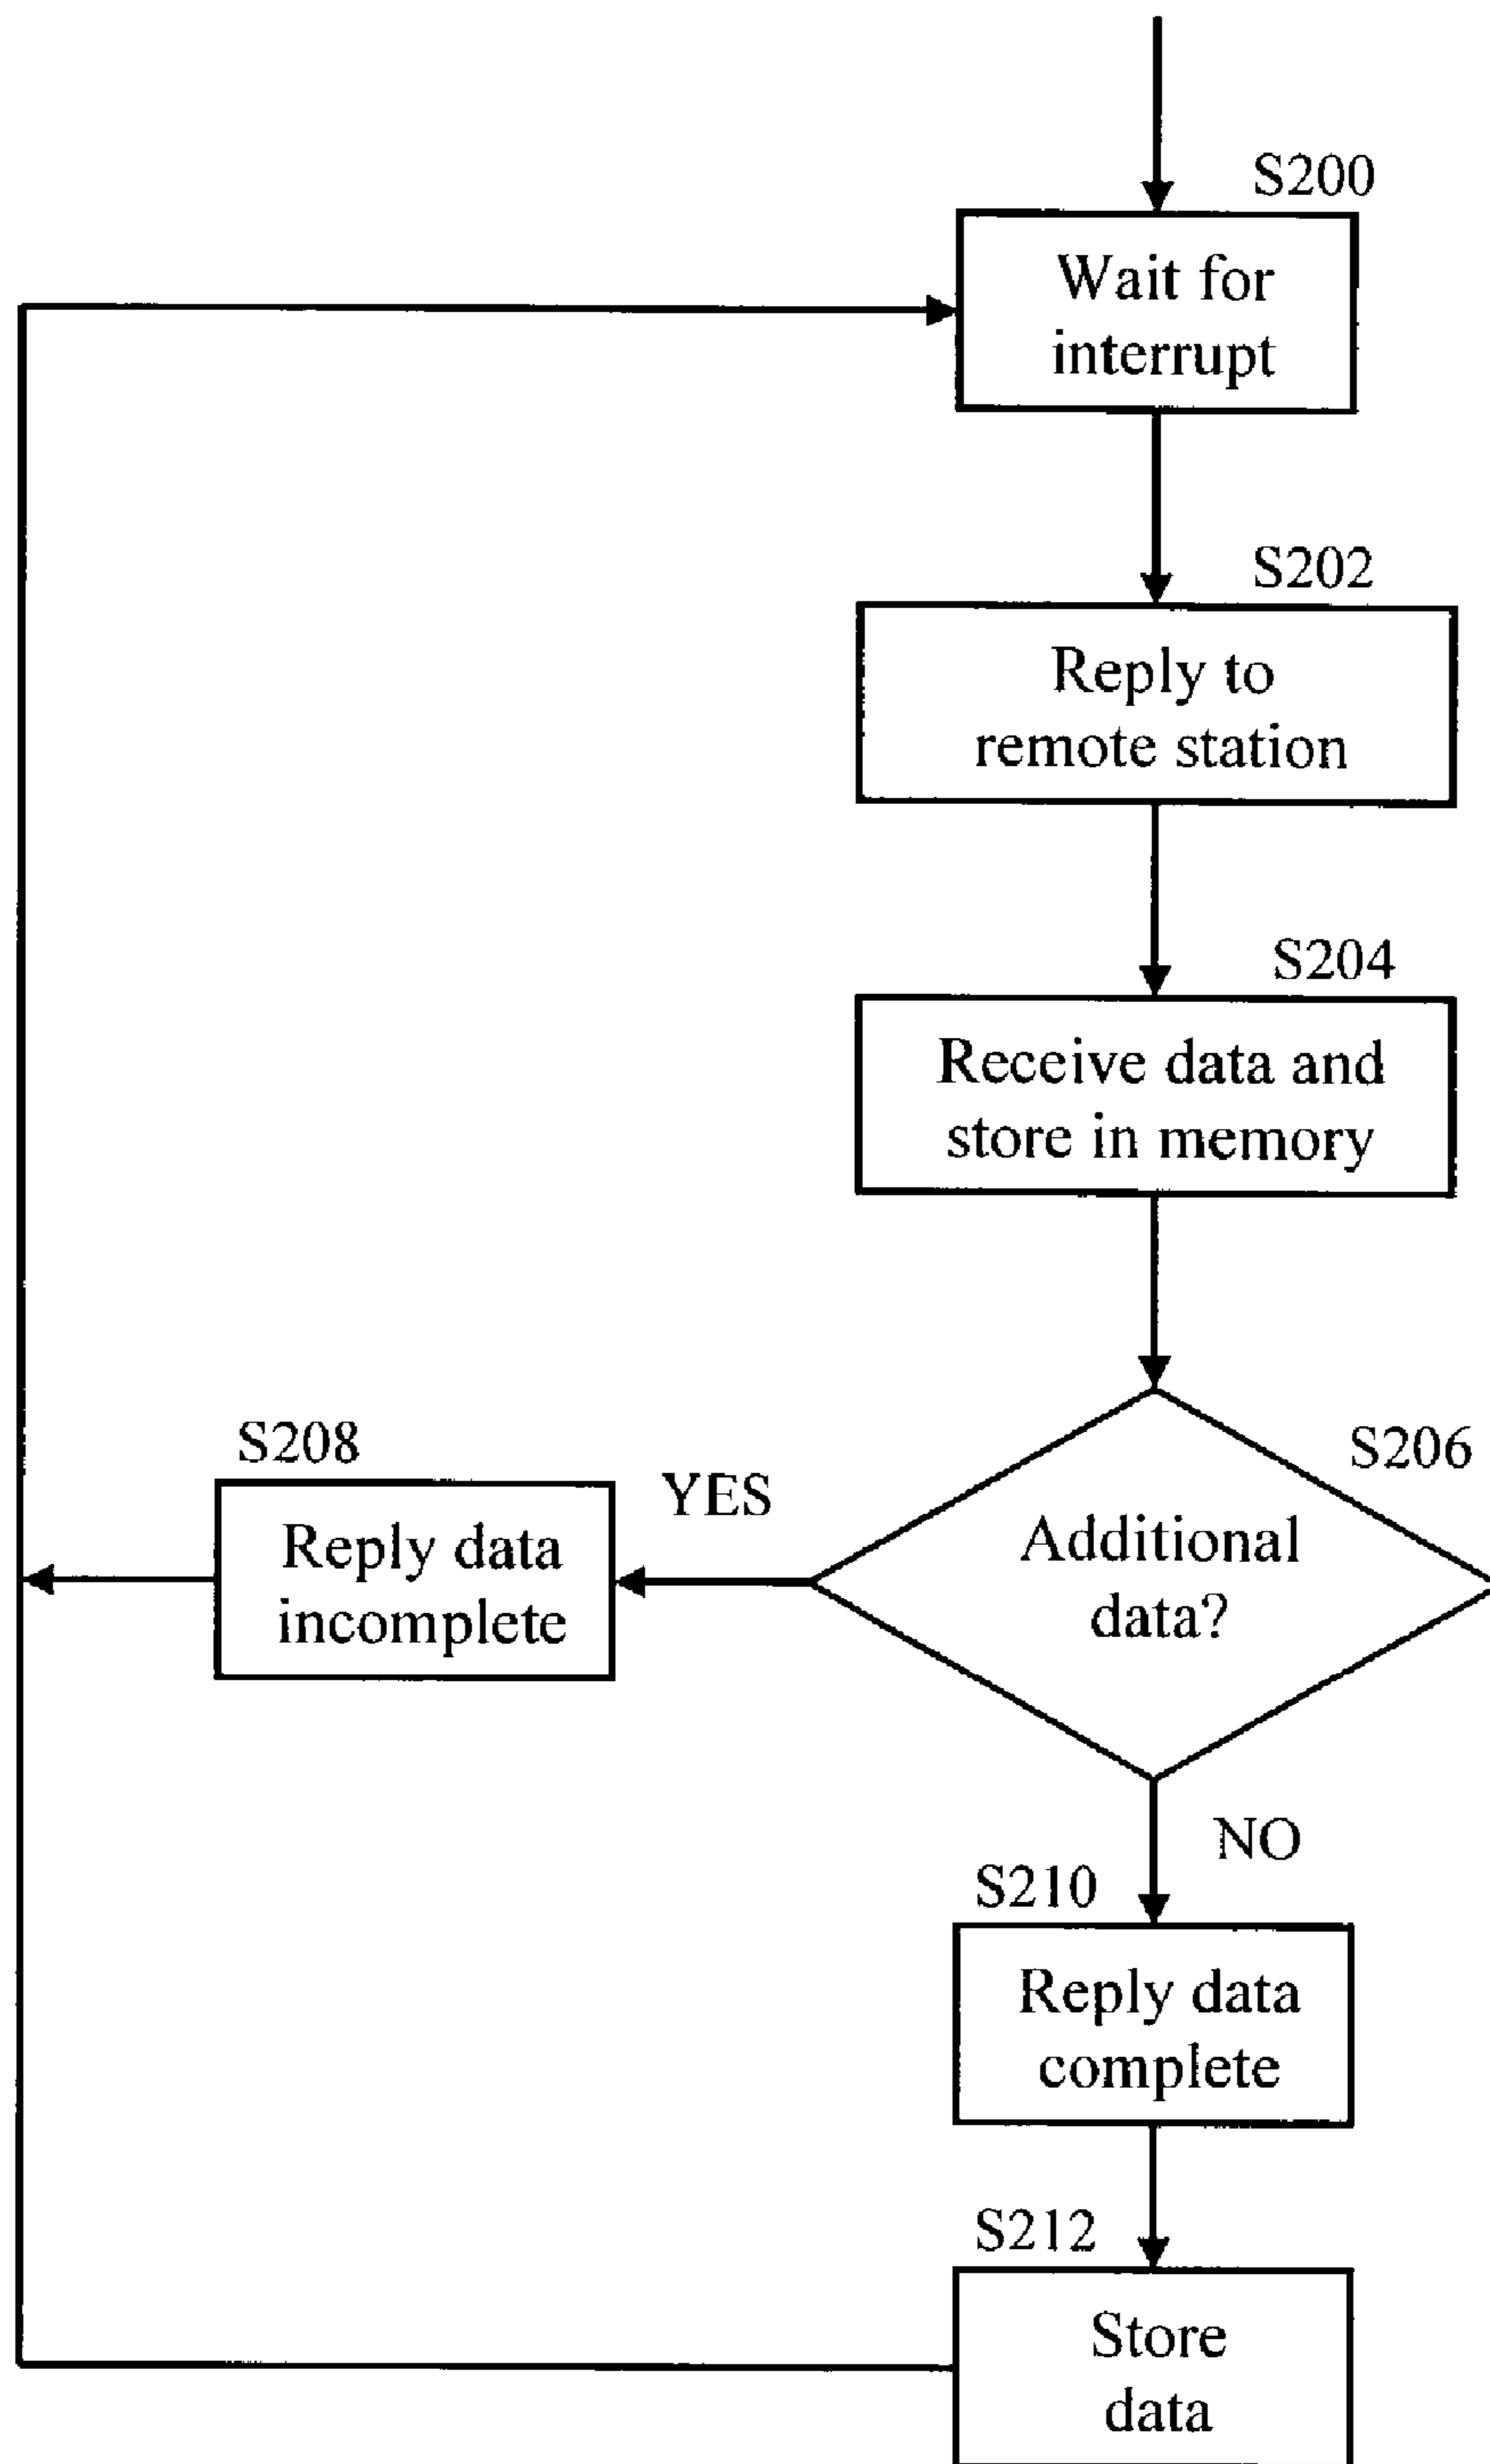 S200
Wait for
interrupt
S202
Reply to
remote station
S204
Receive data and
store in memory
S206
Additional
data?
YES
S208
Reply data
incomplete
NO
S210
Reply data
complete
S212
Store
data